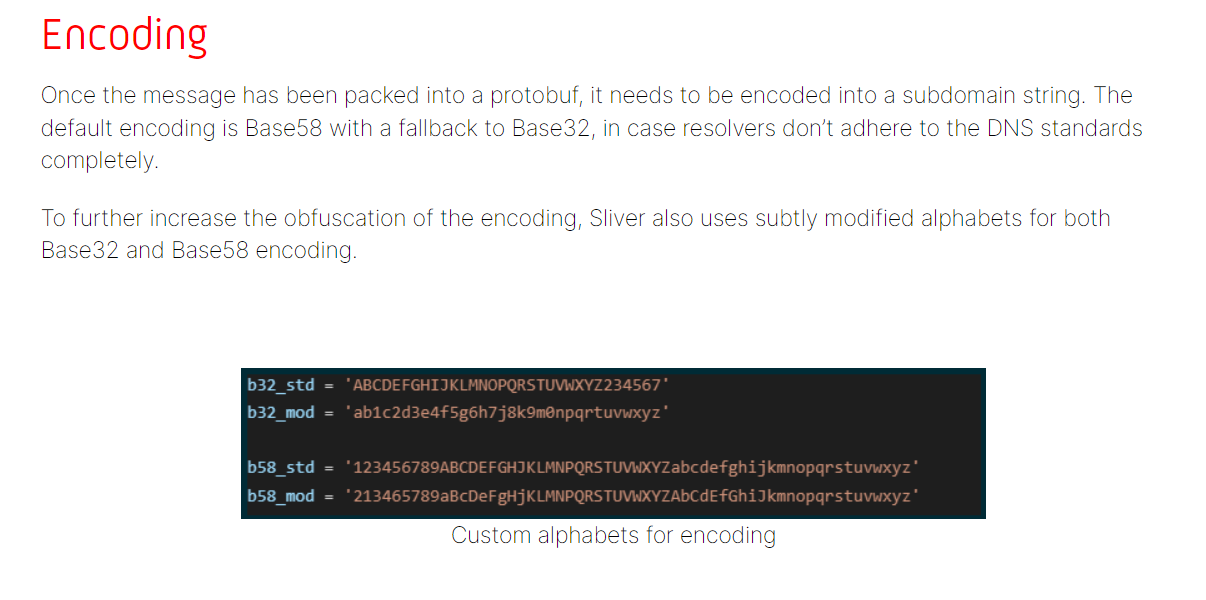 Encoding
Once the message has been packed into a protobuf, it needs to be encoded into a subdomain string. The
default encoding is Base58 with a fallback to Base32, in case resolvers don’t adhere to the DNS standards
completely.
To further increase the obfuscation of the encoding, Sliver also uses subtly modified alphabets for both
Base32 and Base58 encoding.
b32_std = 'ABCDEFGHIJKLMNOPQRSTUVWXYZ234567'
b32_mod = 'ab1c2d3e4f5g6h7j8k9m0npqrtuvwxyz'
b58_std = '123456789ABCDEFGHJKLMNPQRSTUVWXYZabcdefghijkmnopqrstuvwxyz'
b58_mod = '213465789aBcDeFgHjKLMNPQRSTUVWXYZAbCdEfGhiJkmnopqrstuvwxyz'
Custom alphabets for encoding